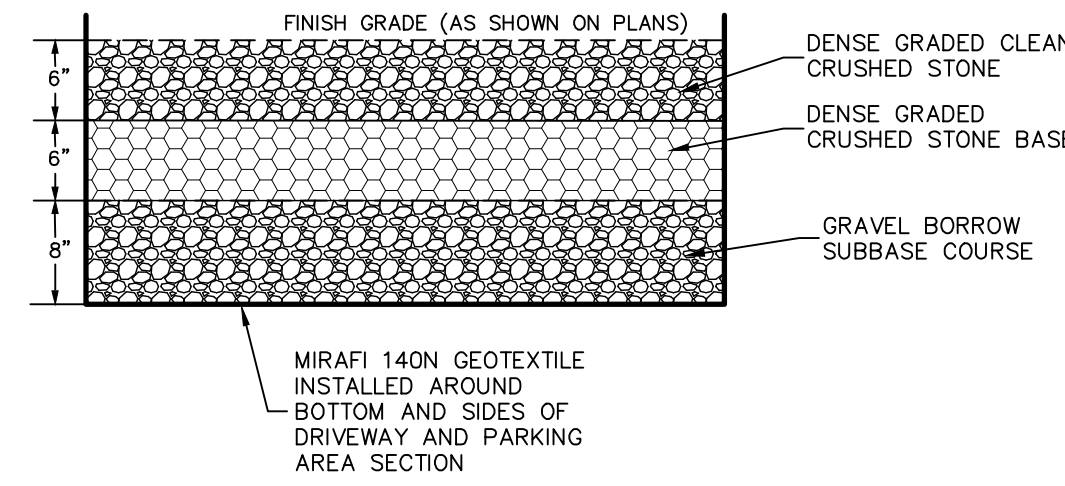 FINISH GRADE (AS SHOWN ON PLANS)
6"
DENSE GRADED CLEAN
CRUSHED STONE
6"
DENSE GRADED
CRUSHED STONE BASE
8"
GRAVEL BORROW
SUBBASE COURSE
MIRAFI 140N GEOTEXTILE
INSTALLED AROUND
BOTTOM AND SIDES OF
DRIVEWAY AND PARKING
AREA SECTION